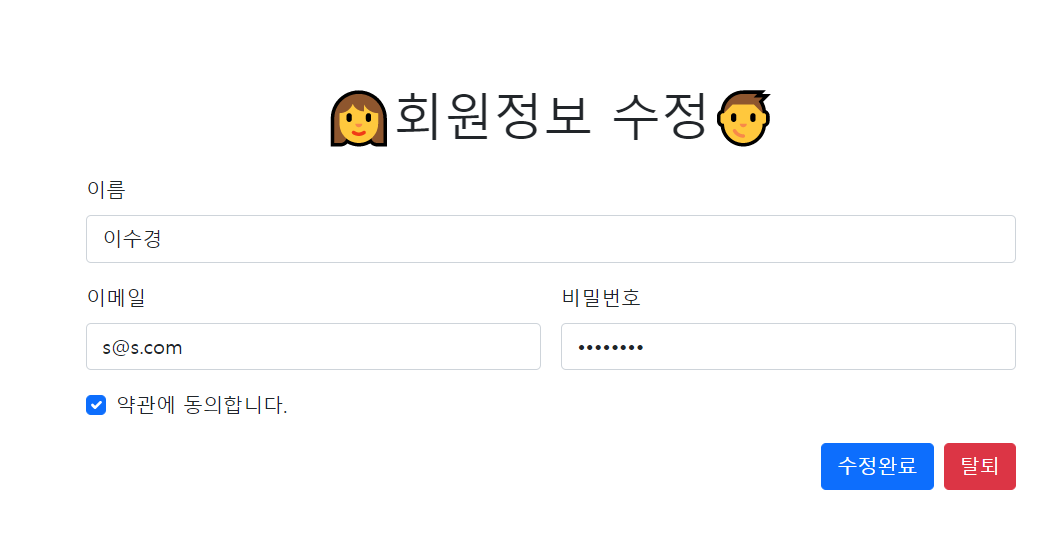 회원정보 수정
이름
이수경
이메일
비밀번호
s@s.com
••••••••
약관에 동의합니다.
수정완료
탈퇴